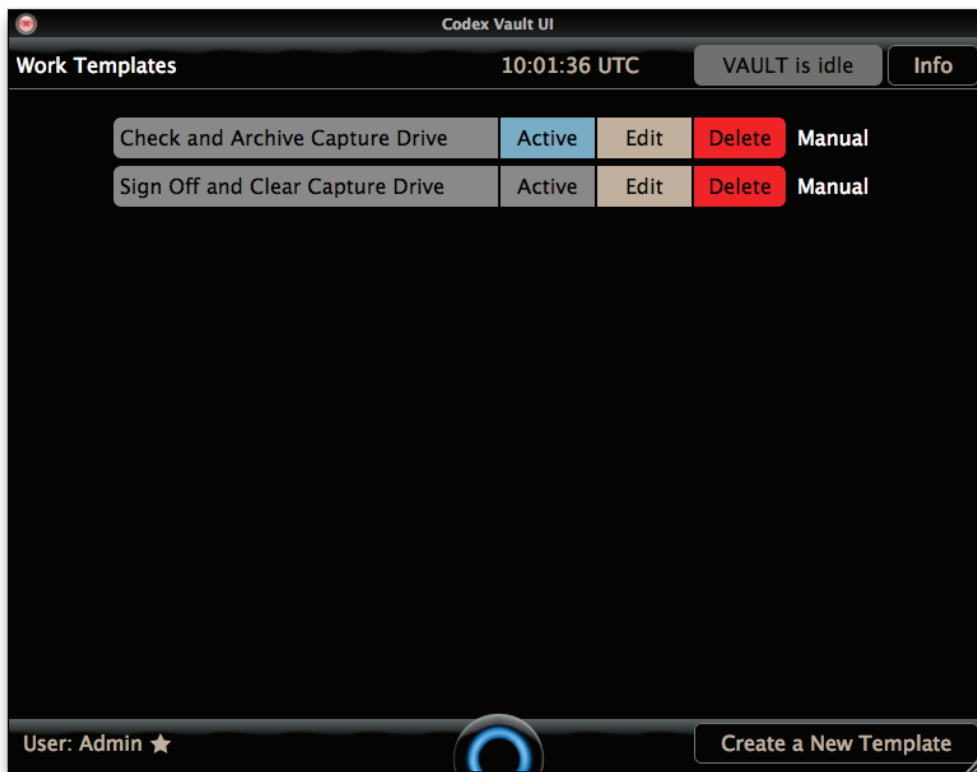 Codex Vault UI
Work Templates 10:01:36 UTC VAULT is idle Info
Check and Archive Capture Drive Active Edit Delete Manual
Sign Off and Clear Capture Drive Active Edit Delete Manual
User: Admin Create a New Template